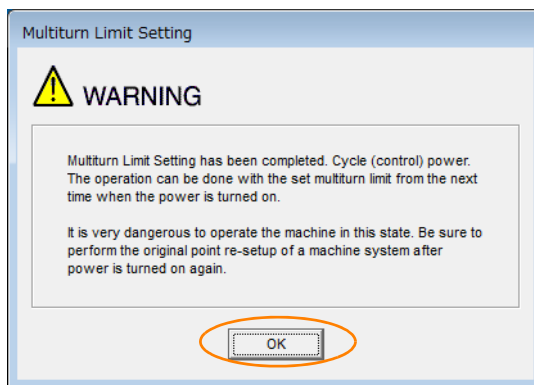 Multiturn Limit Setting
WARNING
Multiturn Limit Setting has been completed. Cycle (control) power.
The operation can be done with the set multiturn limit from the next
time when the power is turned on.
It is very dangerous to operate the machine in this state. Be sure to
perform the original point re-setup of a machine system after
power is turned on again.
OK